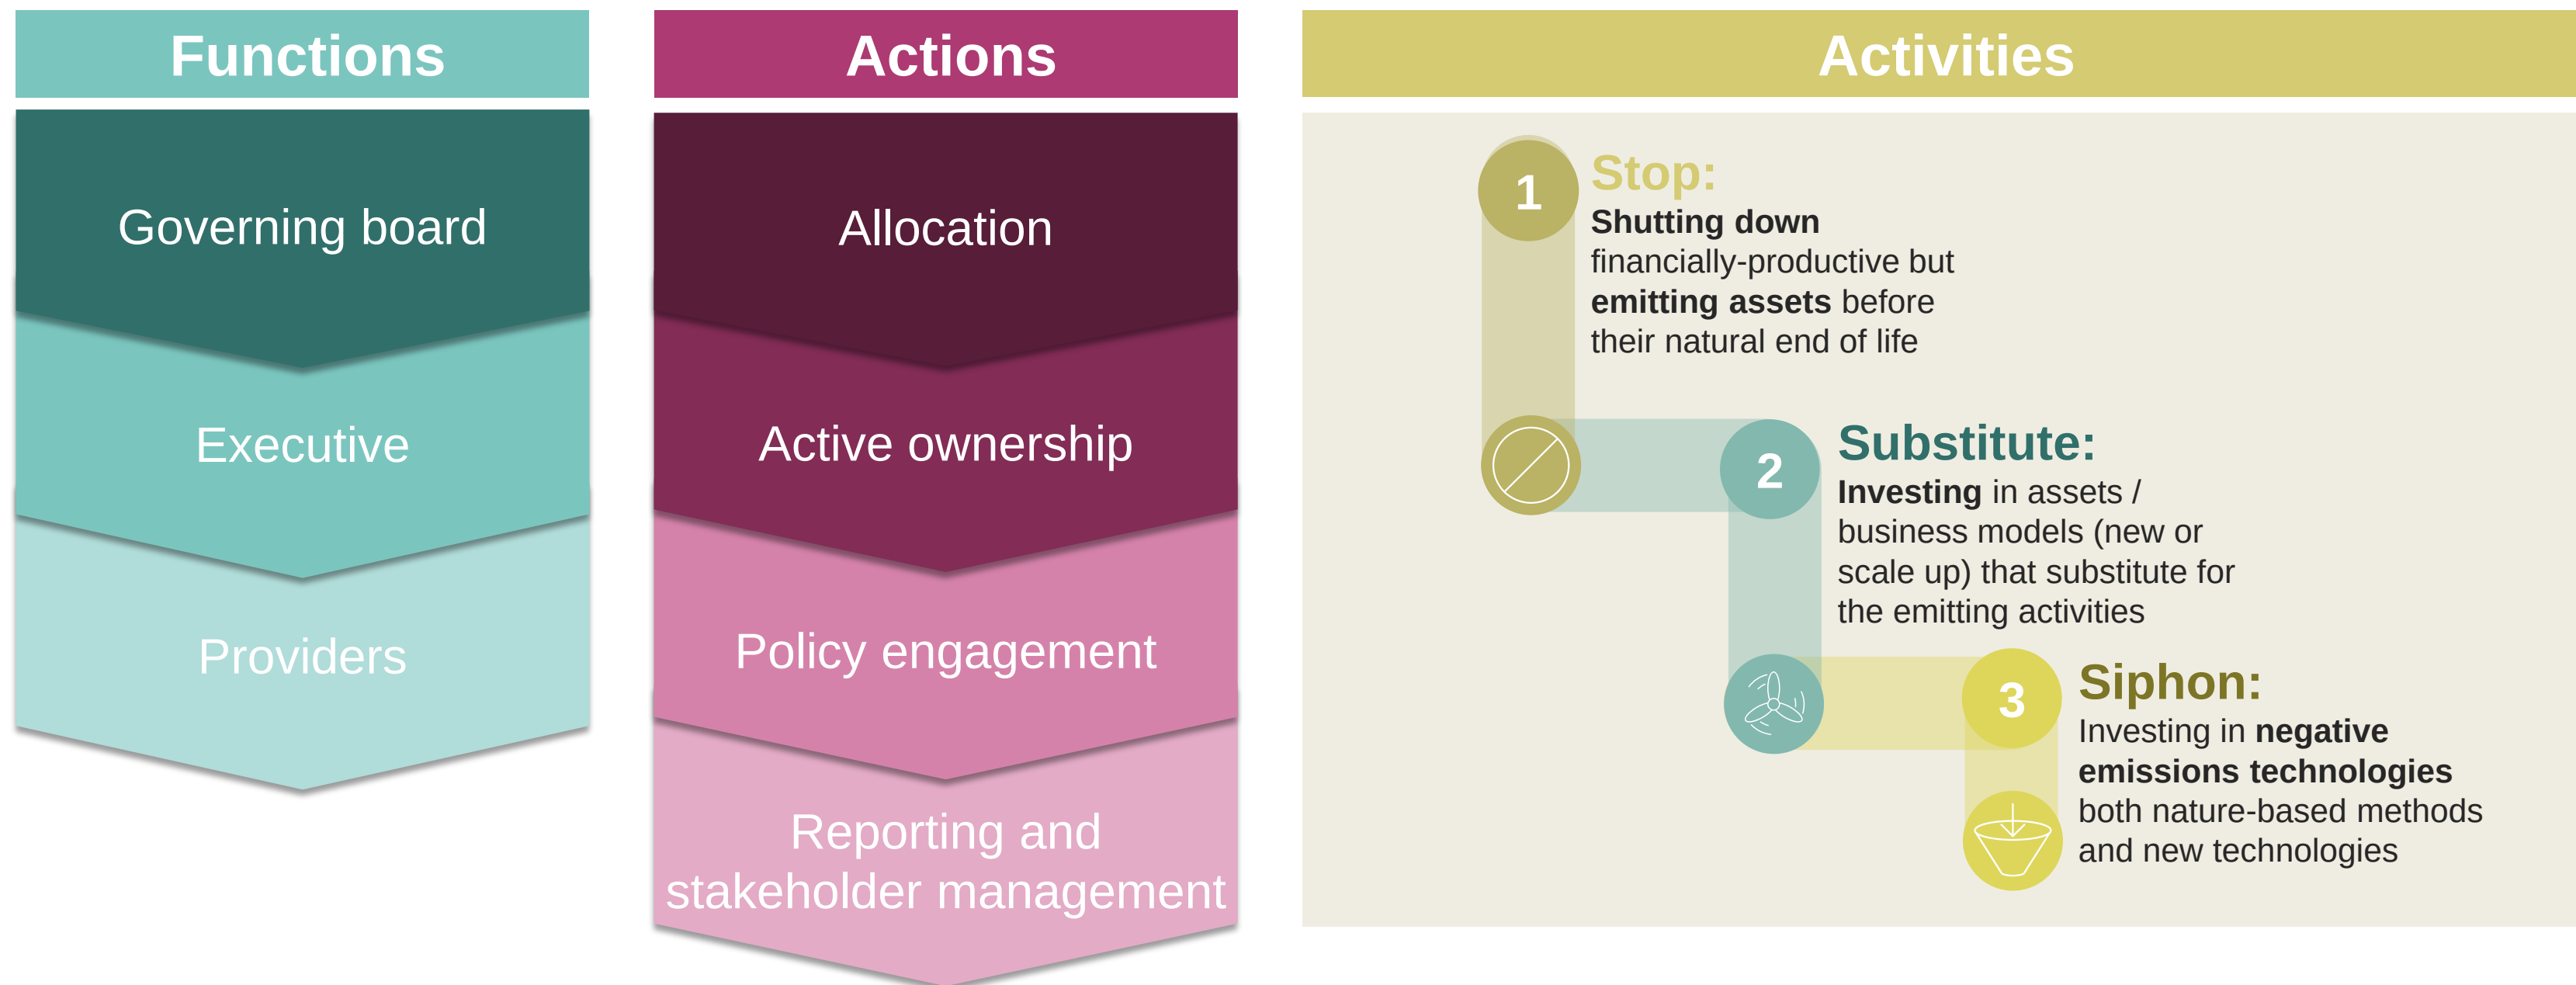 Functions
Governing board
Executive
Providers
Actions
Allocation
Active ownership
Policy engagement
Reporting and
stakeholder management
Activities
1
Stop:
Shutting down
financially-productive but
emitting assets before
their natural end of life
2
Substitute:
Investing in assets /
business models (new or
scale up) that substitute for
the emitting activities
3
Siphon:
Investing in negative
emissions technologies
both nature-based methods
and new technologies